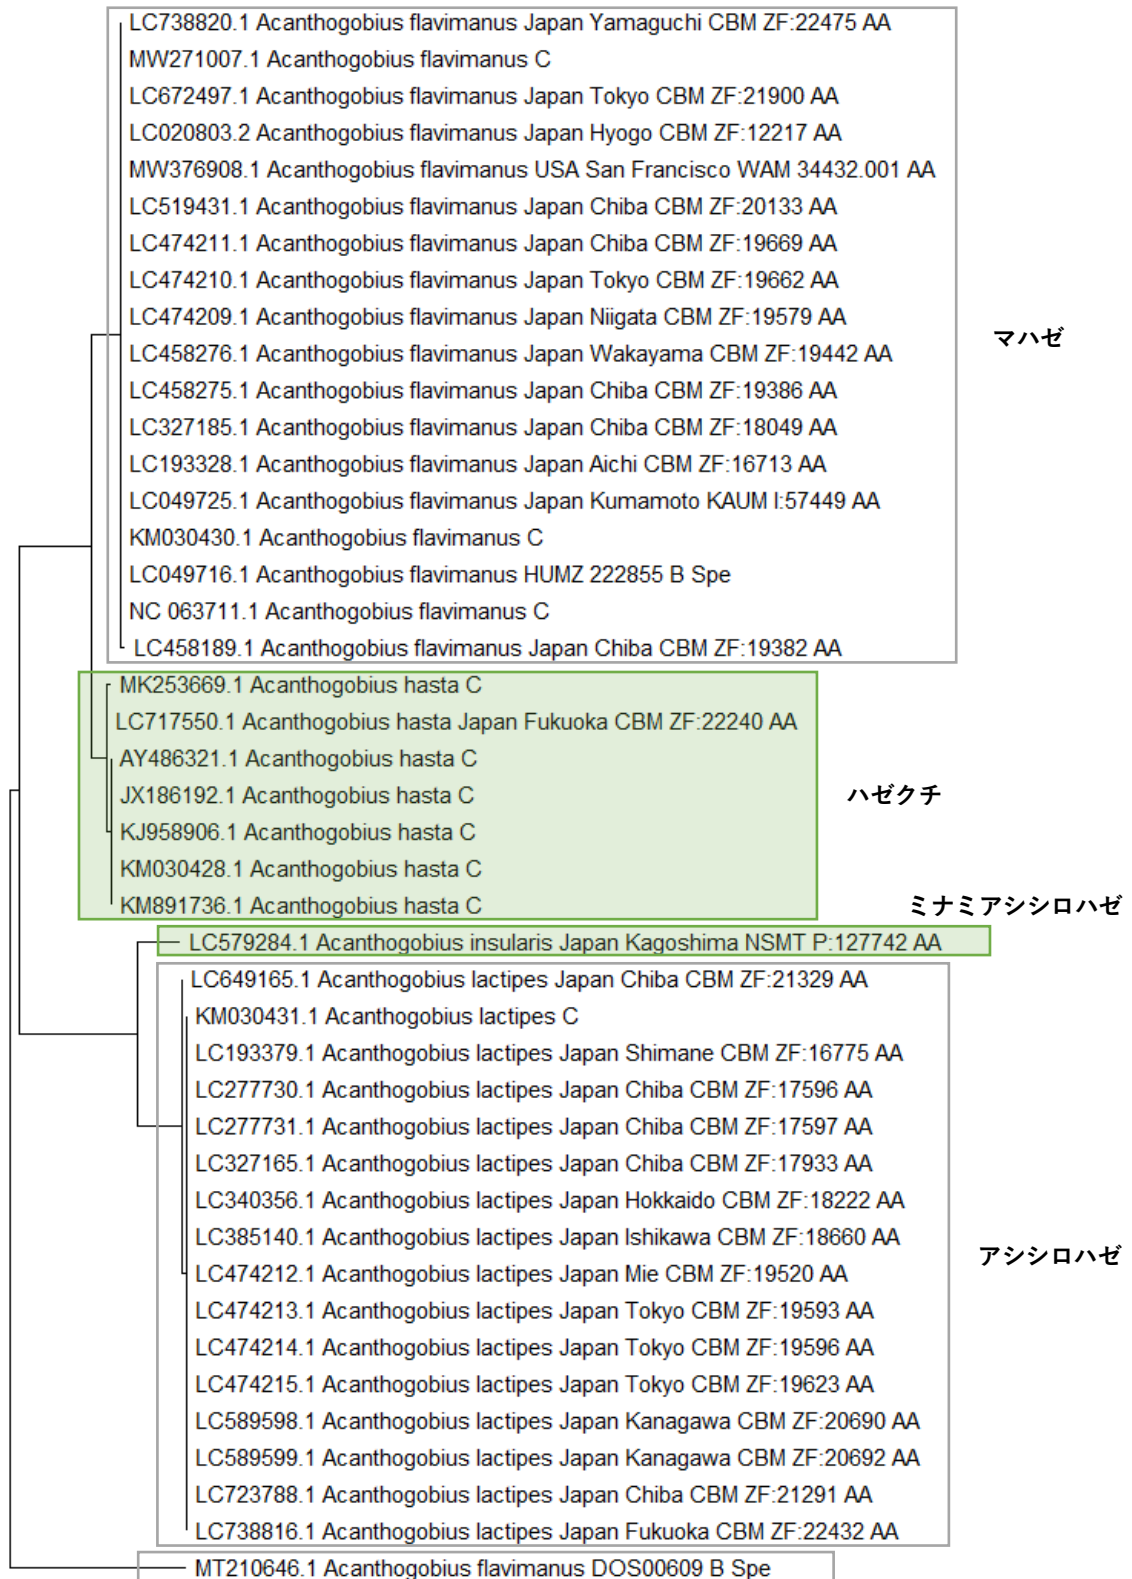 LC738820.1 Acanthogobius flavimanus Japan Yamaguchi CBM ZF:22475 AA
MW271007.1 Acanthogobius flavimanus C
LC672497.1 Acanthogobius flavimanus Japan Tokyo CBM ZF:21900 AA
LC020803.2 Acanthogobius flavimanus Japan Hyogo CBM ZF:12217 AA
MW376908.1 Acanthogobius flavimanus USA San Francisco WAM 34432.001 AA
LC519431.1 Acanthogobius flavimanus Japan Chiba CBM ZF:20133 AA
LC474211.1 Acanthogobius flavimanus Japan Chiba CBM ZF:19669 AA
LC474210.1 Acanthogobius flavimanus Japan Tokyo CBM ZF:19662 AA
LC474209.1 Acanthogobius flavimanus Japan Niigata CBM ZF:19579 AA
マハゼ
LC458276.1 Acanthogobius flavimanus Japan Wakayama CBM ZF:19442 AA
LC458275.1 Acanthogobius flavimanus Japan Chiba CBM ZF:19386 AA
LC327185.1 Acanthogobius flavimanus Japan Chiba CBM ZF:18049 AA
LC193328.1 Acanthogobius flavimanus Japan Aichi CBM ZF:16713 AA
LC049725.1 Acanthogobius flavimanus Japan Kumamoto KAUM I:57449 AA
KM030430.1 Acanthogobius flavimanus C
LC049716.1 Acanthogobius flavimanus HUMZ 222855 B Spe
NC 063711.1 Acanthogobius flavimanus C
LC458189.1 Acanthogobius flavimanus Japan Chiba CBM ZF:19382 AA
MK253669.1 Acanthogobius hasta C
LC717550.1 Acanthogobius hasta Japan Fukuoka CBM ZF:22240 AA
AY486321.1 Acanthogobius hasta C
JX186192.1 Acanthogobius hasta C
ハゼクチ
KJ958906.1 Acanthogobius hasta C
KM030428.1 Acanthogobius hasta C
KM891736.1 Acanthogobius hasta C
ミナミアシシロハゼ
LC579284.1 Acanthogobius insularis Japan Kagoshima NSMT P:127742 AA
LC649165.1 Acanthogobius lactipes Japan Chiba CBM ZF:21329 AA
KM030431.1 Acanthogobius lactipes C
LC193379.1 Acanthogobius lactipes Japan Shimane CBM ZF:16775 AA
LC277730.1 Acanthogobius lactipes Japan Chiba CBM ZF:17596 AA
LC277731.1 Acanthogobius lactipes Japan Chiba CBM ZF:17597 AA
LC327165.1 Acanthogobius lactipes Japan Chiba CBM ZF:17933 AA
LC340356.1 Acanthogobius lactipes Japan Hokkaido CBM ZF:18222 AA
LC385140.1 Acanthogobius lactipes Japan Ishikawa CBM ZF:18660 AA
アシシロハゼ
LC474212.1 Acanthogobius lactipes Japan Mie CBM ZF:19520 AA
LC474213.1 Acanthogobius lactipes Japan Tokyo CBM ZF:19593 AA
LC474214.1 Acanthogobius lactipes Japan Tokyo CBM ZF:19596 AA
LC474215.1 Acanthogobius lactipes Japan Tokyo CBM ZF:19623 AA
LC589598.1 Acanthogobius lactipes Japan Kanagawa CBM ZF:20690 AA
LC589599.1 Acanthogobius lactipes Japan Kanagawa CBM ZF:20692 AA
LC723788.1 Acanthogobius lactipes Japan Chiba CBM ZF:21291 AA
LC738816.1 Acanthogobius lactipes Japan Fukuoka CBM ZF:22432 AA
MT210646.1 Acanthogobius flavimanus DOS00609 B Spe